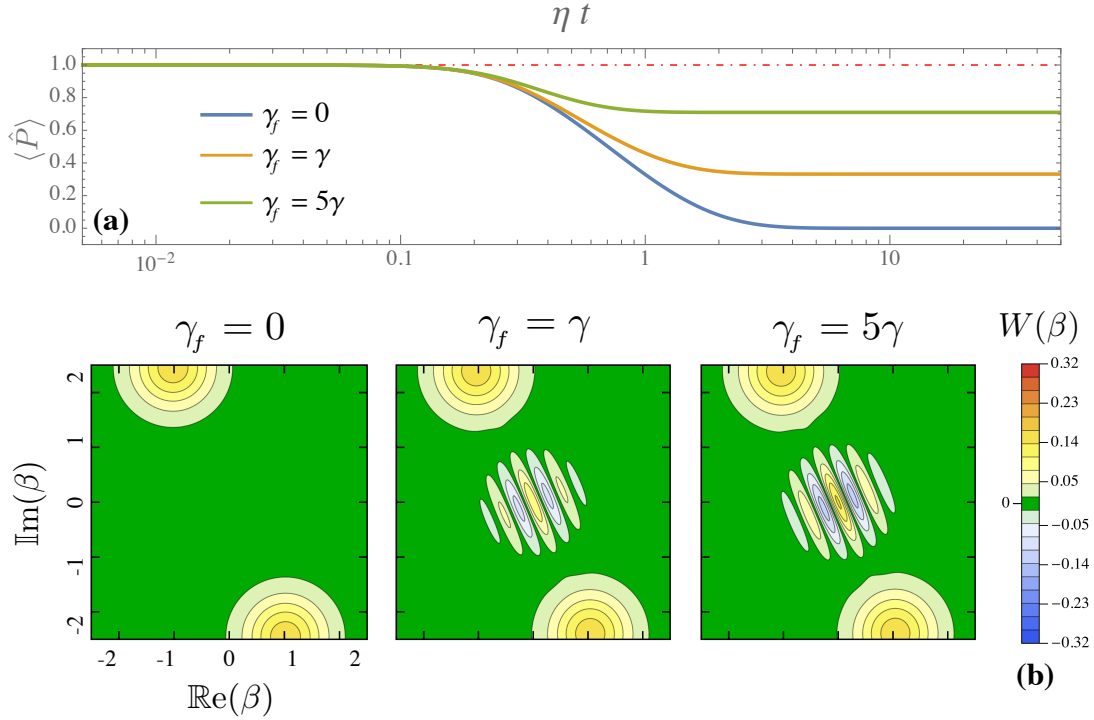 η t
1.0
0.8
0.6
0.4
0.2
0.0
⟨P̂⟩
γ_f = 0
γ_f = γ
γ_f = 5γ
(a)
10⁻² 0.1 1 10
γ_f = 0 γ_f = γ γ_f = 5γ W(β)
2
1
0
-1
-2
𝕀m(β)
-2 -1 0 1 2
ℝe(β)
0.32
0.23
0.14
0.05
0
-0.05
-0.14
-0.23
-0.32
(b)